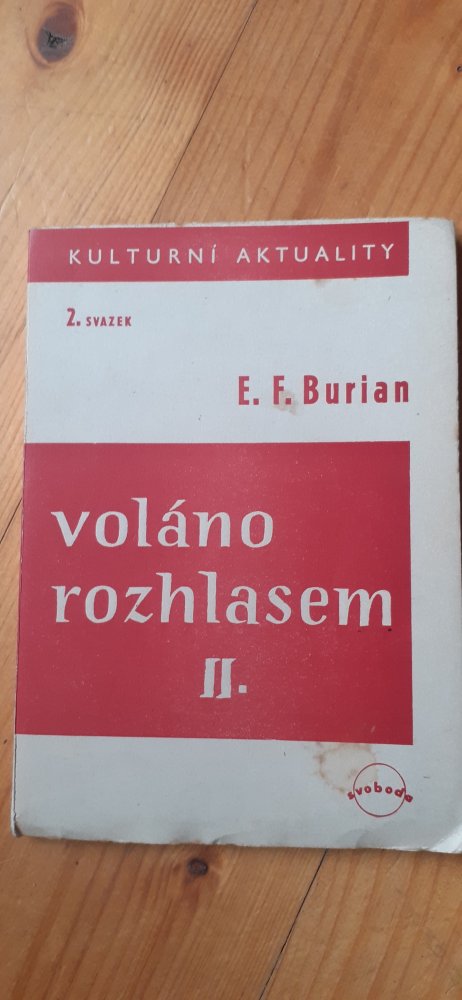 KULTURNÍ AKTUALITY
2. SVAZEK
E. F. Burian
voláno
rozhlasem
II.
svoboda